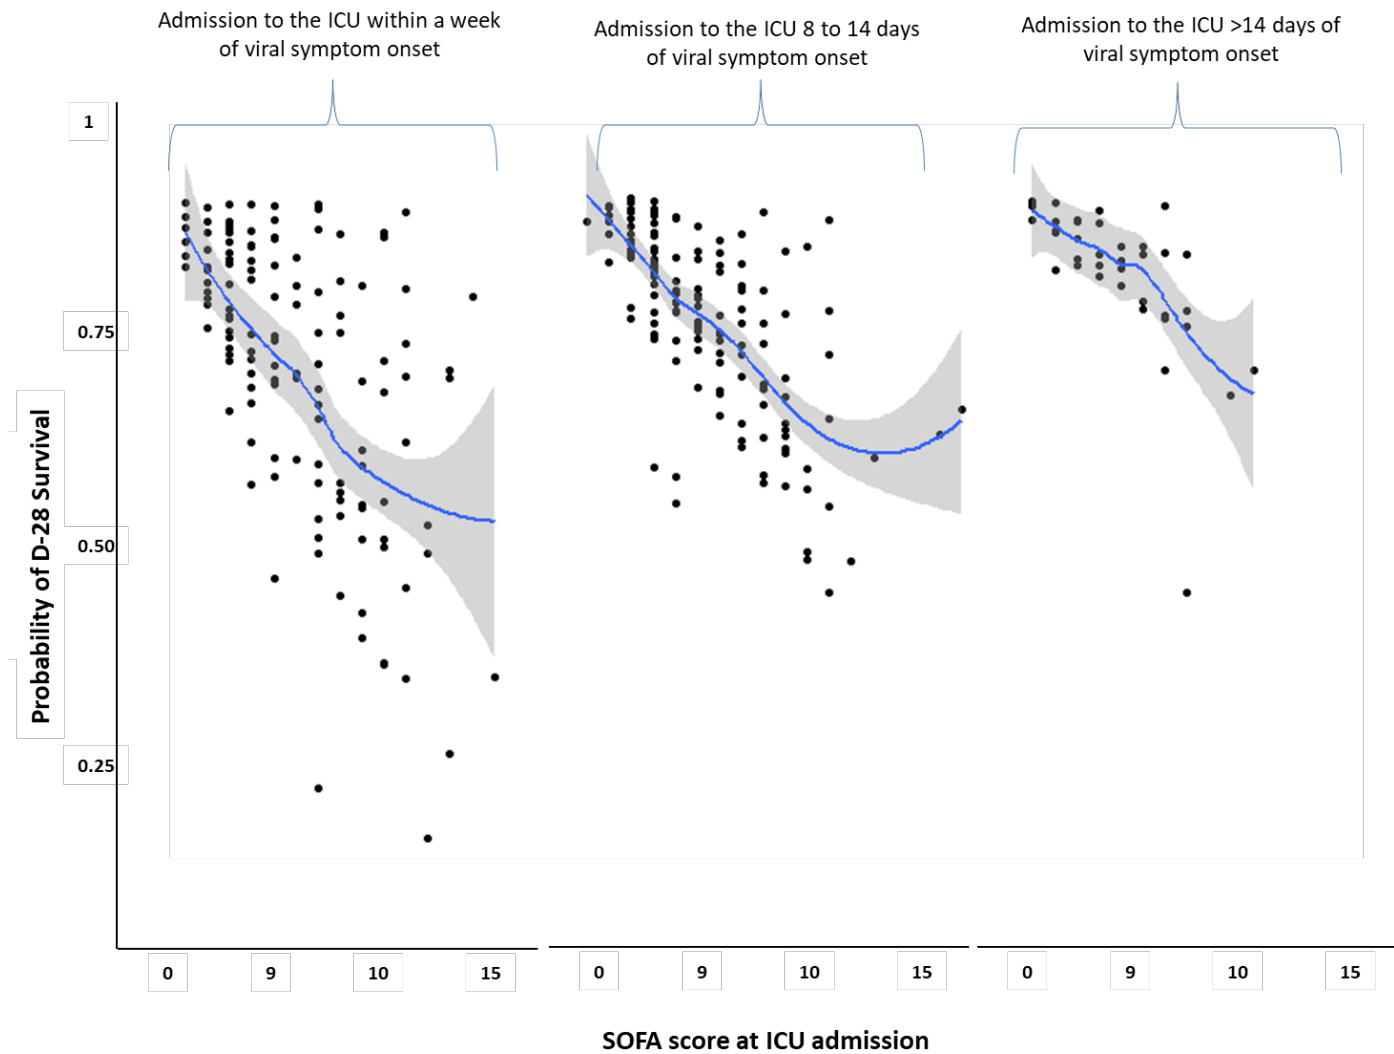 Admission to the ICU within a week
of viral symptom onset
Admission to the ICU 8 to 14 days
of viral symptom onset
Admission to the ICU >14 days of
viral symptom onset
1
0.75
0.50
0.25
Probability of D-28 Survival
0 9 10 15
0 9 10 15
0 9 10 15
SOFA score at ICU admission